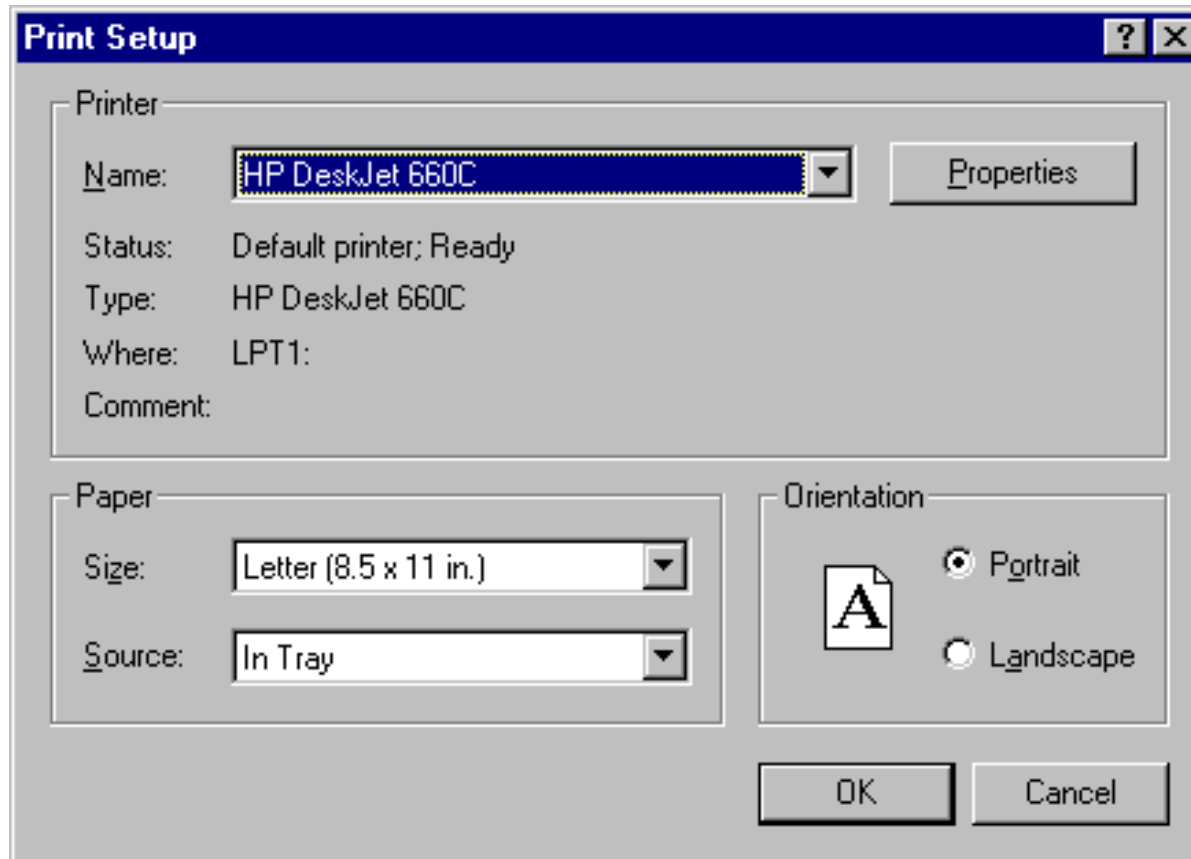 Print Setup
Printer
Name: HP DeskJet 660C Properties
Status: Default printer; Ready
Type: HP DeskJet 660C
Where: LPT1:
Comment:
Paper
Size: Letter (8.5 x 11 in.)
Source: In Tray
Orientation
A
Portrait
Landscape
OK Cancel